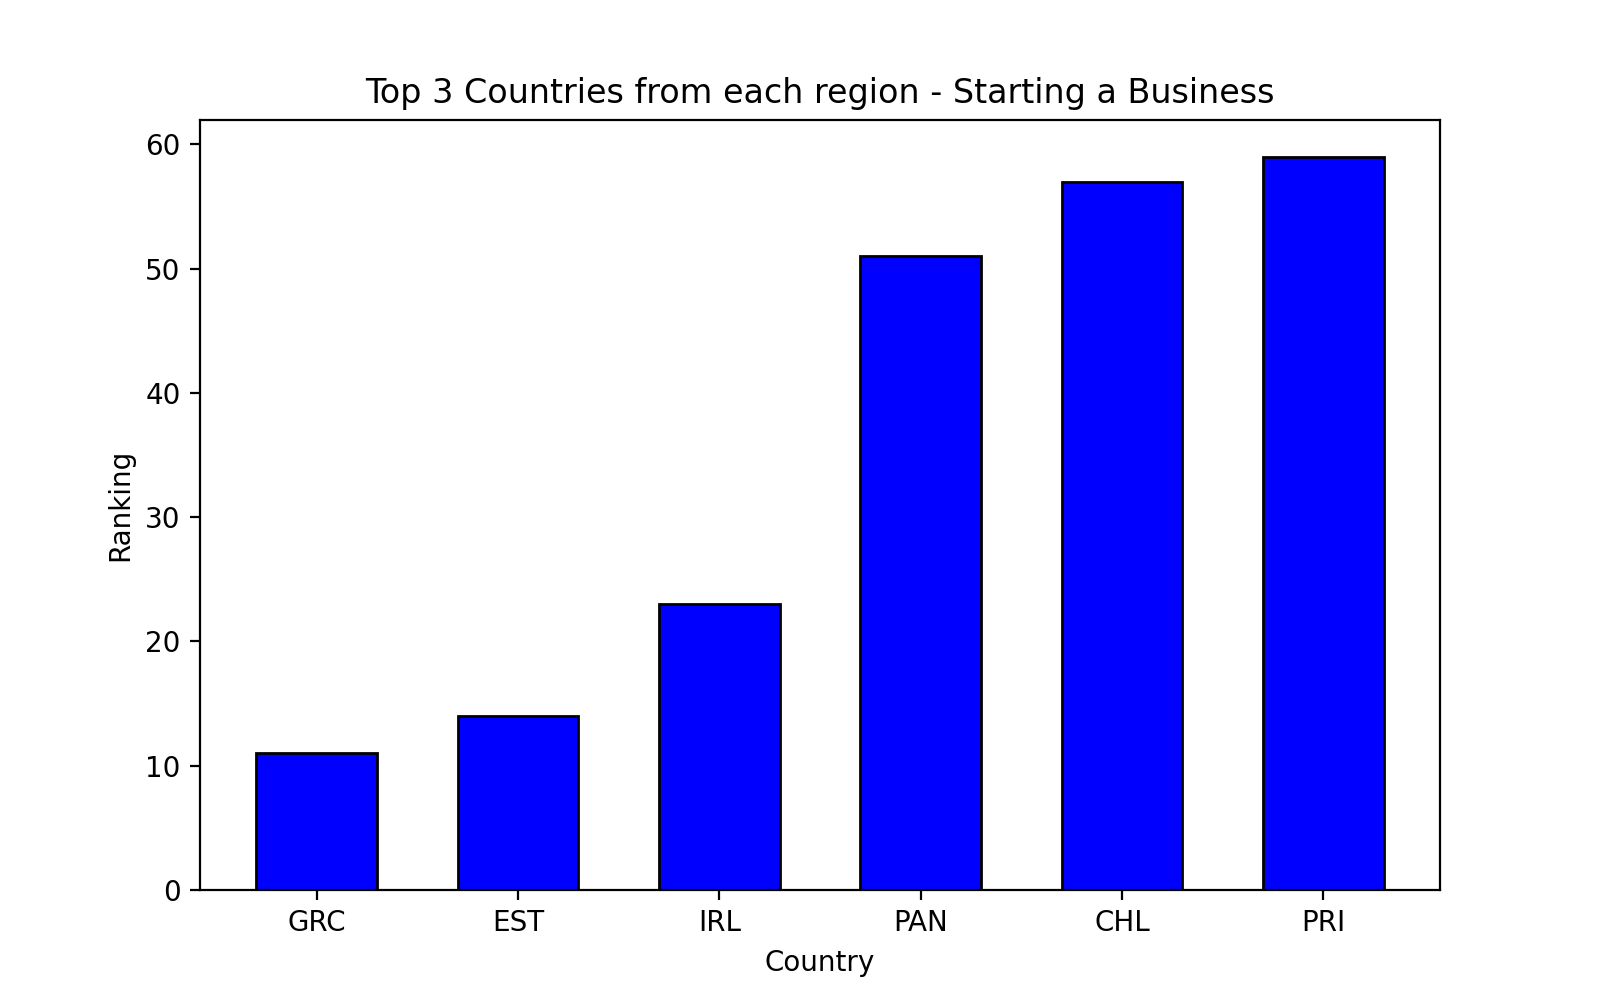 Top 3 Countries from each region - Starting a Business
60
50
40
30
20
10
0
Ranking
GRC EST IRL PAN CHL PRI
Country